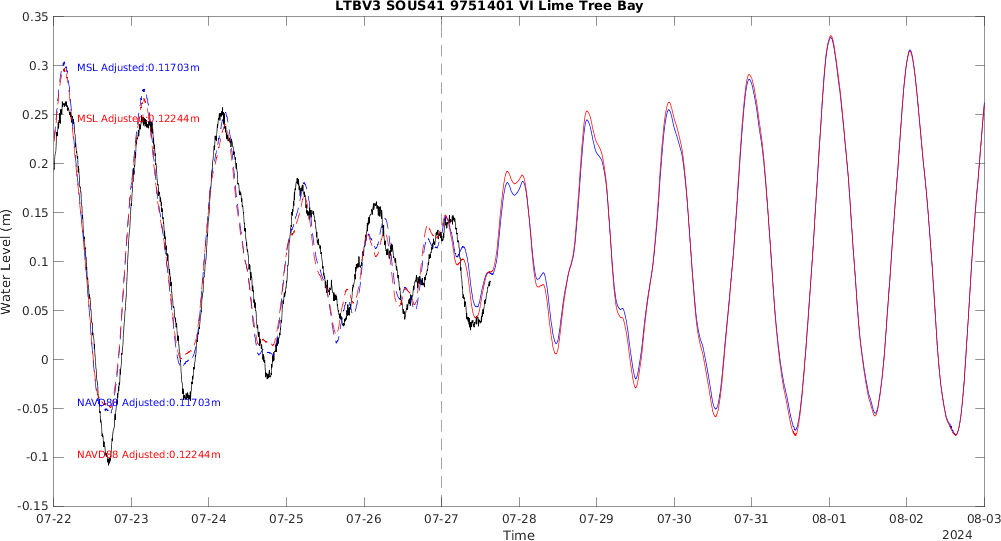 LTBV3 SOUS41 9751401 VI Lime Tree Bay
0.35
0.3
0.25
0.2
0.15
0.1
0.05
0
-0.05
-0.1
-0.15
Water Level (m)
MSL Adjusted:0.11703m
MSL Adjusted:0.12244m
NAVD88 Adjusted:0.11703m
NAVD88 Adjusted:0.12244m
07-22 07-23 07-24 07-25 07-26 07-27 07-28 07-29 07-30 07-31 08-01 08-02 08-03
Time
2024